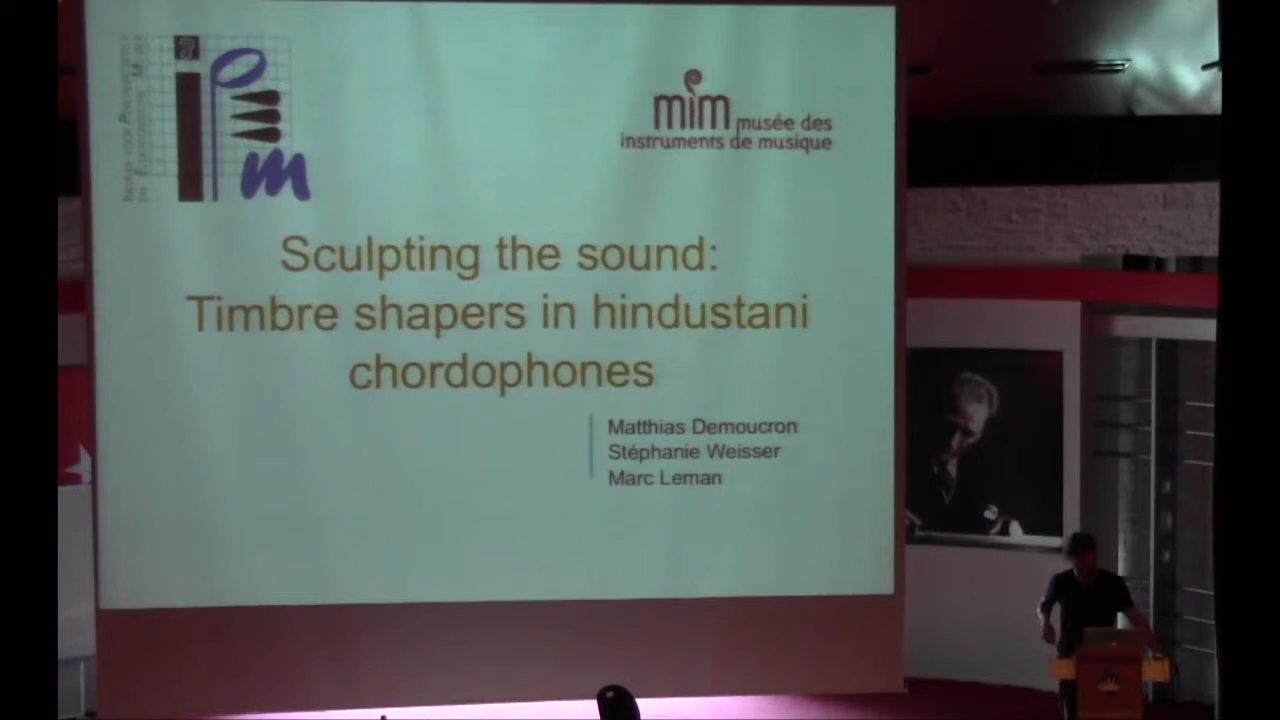 ipem
mim musée des
instruments de musique
Sculpting the sound:
Timbre shapers in hindustani
chordophones
Matthias Demoucron
Stéphanie Weisser
Marc Leman